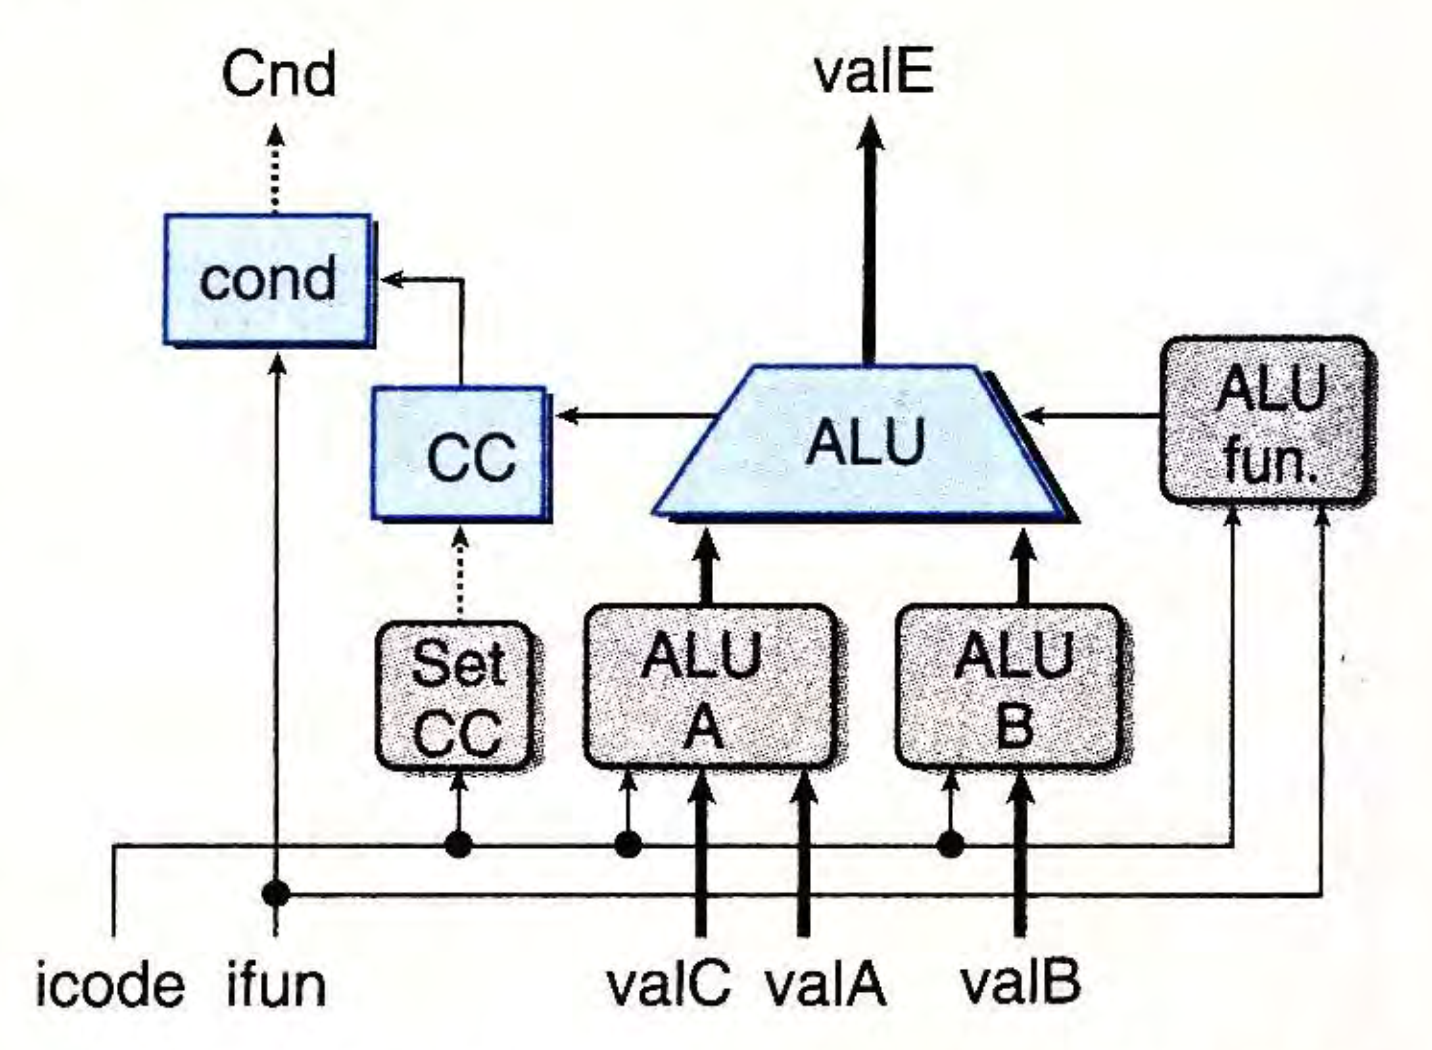 Cnd
valE
cond
ALU
fun.
CC
ALU
Set
CC
ALU
A
ALU
B
icode
ifun
valC
valA
valB